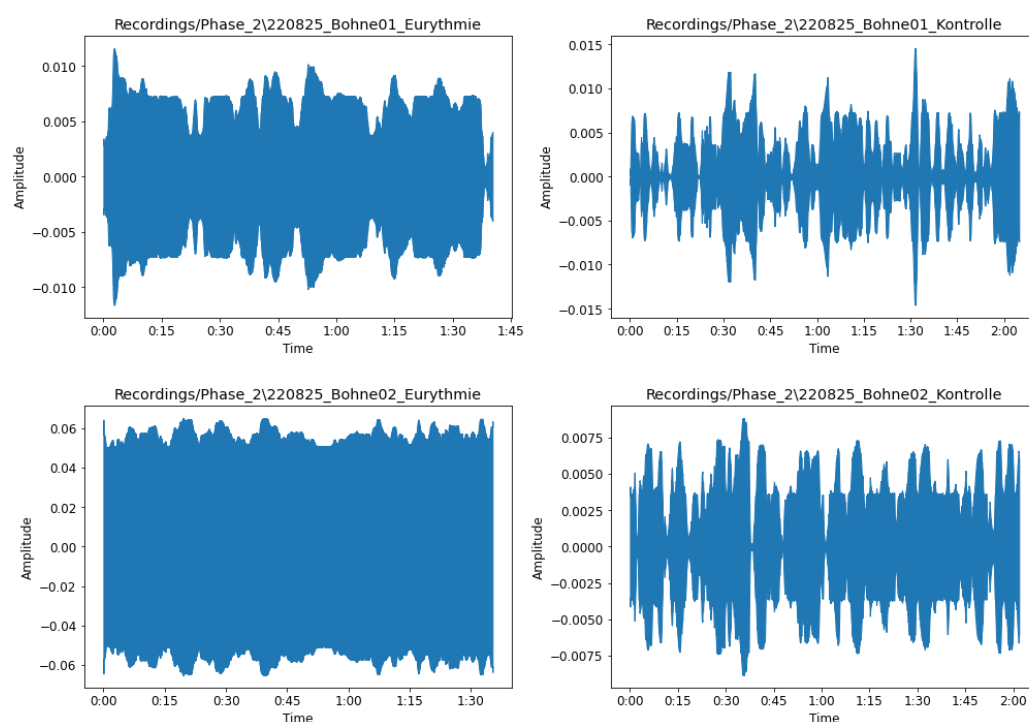 Recordings/Phase_2\220825_Bohne01_Eurythmie
0.010
0.005
0.000
−0.005
−0.010
Amplitude
0:00 0:15 0:30 0:45 1:00 1:15 1:30 1:45
Time
Recordings/Phase_2\220825_Bohne01_Kontrolle
0.015
0.010
0.005
0.000
−0.005
−0.010
−0.015
Amplitude
0:00 0:15 0:30 0:45 1:00 1:15 1:30 1:45 2:00
Time
Recordings/Phase_2\220825_Bohne02_Eurythmie
0.06
0.04
0.02
0.00
−0.02
−0.04
−0.06
Amplitude
0:00 0:15 0:30 0:45 1:00 1:15 1:30
Time
Recordings/Phase_2\220825_Bohne02_Kontrolle
0.0075
0.0050
0.0025
0.0000
−0.0025
−0.0050
−0.0075
Amplitude
0:00 0:15 0:30 0:45 1:00 1:15 1:30 1:45 2:00
Time